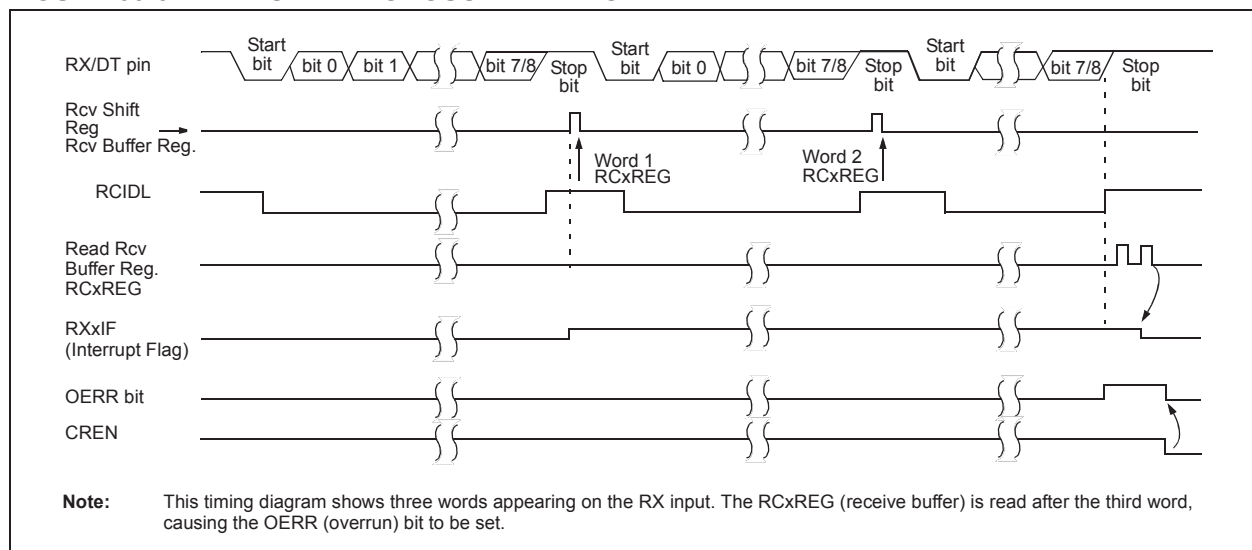 Start
bit
bit 0
bit 1
bit 7/8
Stop
bit
Start
bit
bit 0
bit 7/8
Stop
bit
Start
bit
bit 7/8
Stop
bit
RX/DT pin
Rcv Shift
Reg
Rcv Buffer Reg.
Word 1
RCxREG
Word 2
RCxREG
RCIDL
Read Rcv
Buffer Reg.
RCxREG
RXxIF
(Interrupt Flag)
OERR bit
CREN
Note: This timing diagram shows three words appearing on the RX input. The RCxREG (receive buffer) is read after the third word,
causing the OERR (overrun) bit to be set.